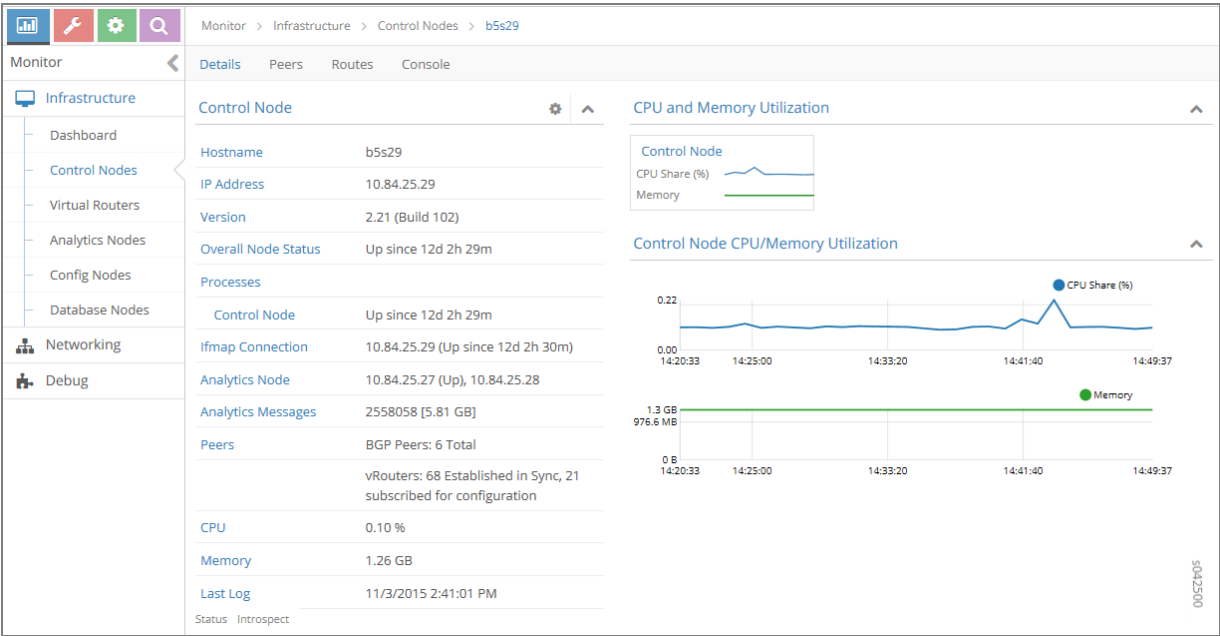 Monitor > Infrastructure > Control Nodes > b5s29
Monitor
Infrastructure
Dashboard
Control Nodes
Virtual Routers
Analytics Nodes
Config Nodes
Database Nodes
Networking
Debug
Details Peers Routes Console
Control Node
Hostname b5s29
IP Address 10.84.25.29
Version 2.21 (Build 102)
Overall Node Status Up since 12d 2h 29m
Processes
Control Node Up since 12d 2h 29m
Ifmap Connection 10.84.25.29 (Up since 12d 2h 30m)
Analytics Node 10.84.25.27 (Up), 10.84.25.28
Analytics Messages 2558058 [5.81 GB]
Peers BGP Peers: 6 Total
vRouters: 68 Established in Sync, 21
subscribed for configuration
CPU 0.10 %
Memory 1.26 GB
Last Log 11/3/2015 2:41:01 PM
Status Introspect
CPU and Memory Utilization
Control Node
CPU Share (%)
Memory
Control Node CPU/Memory Utilization
CPU Share (%)
0.22
0.00
14:20:33 14:25:00 14:33:20 14:41:40 14:49:37
Memory
1.3 GB
976.6 MB
0 B
14:20:33 14:25:00 14:33:20 14:41:40 14:49:37
s042500